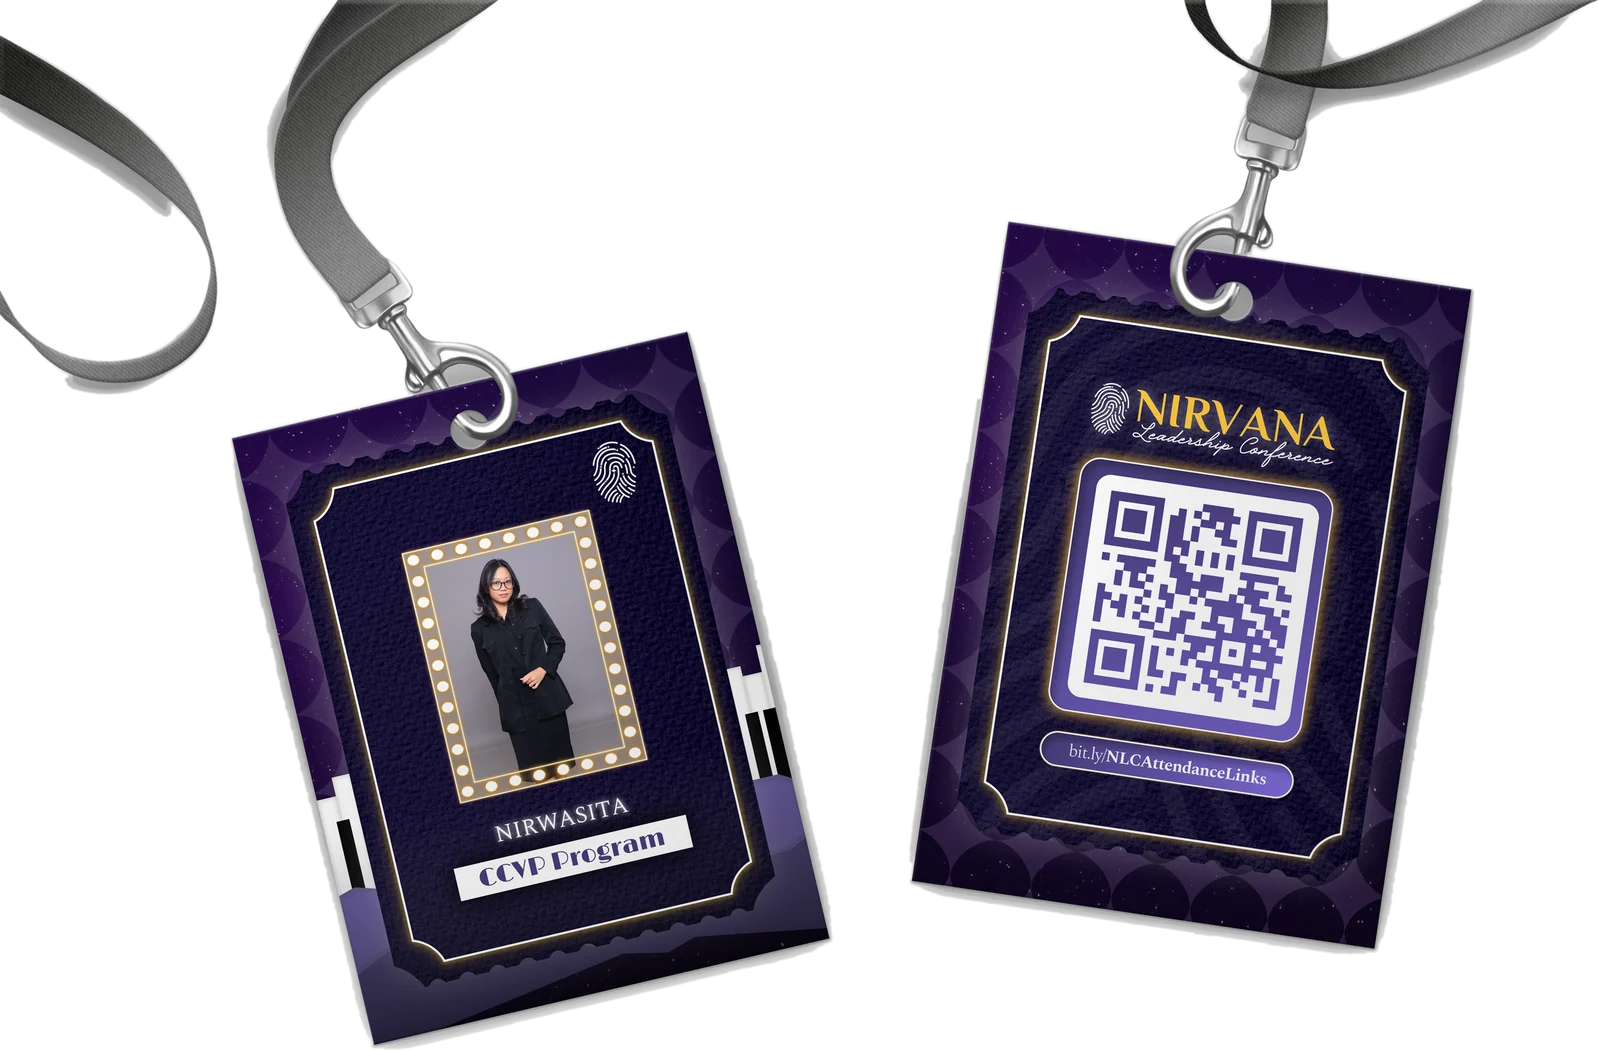 NIRWASITA
CCVP Program
NIRVANA
Leadership Conference
bit.ly/NLCAttendanceLinks